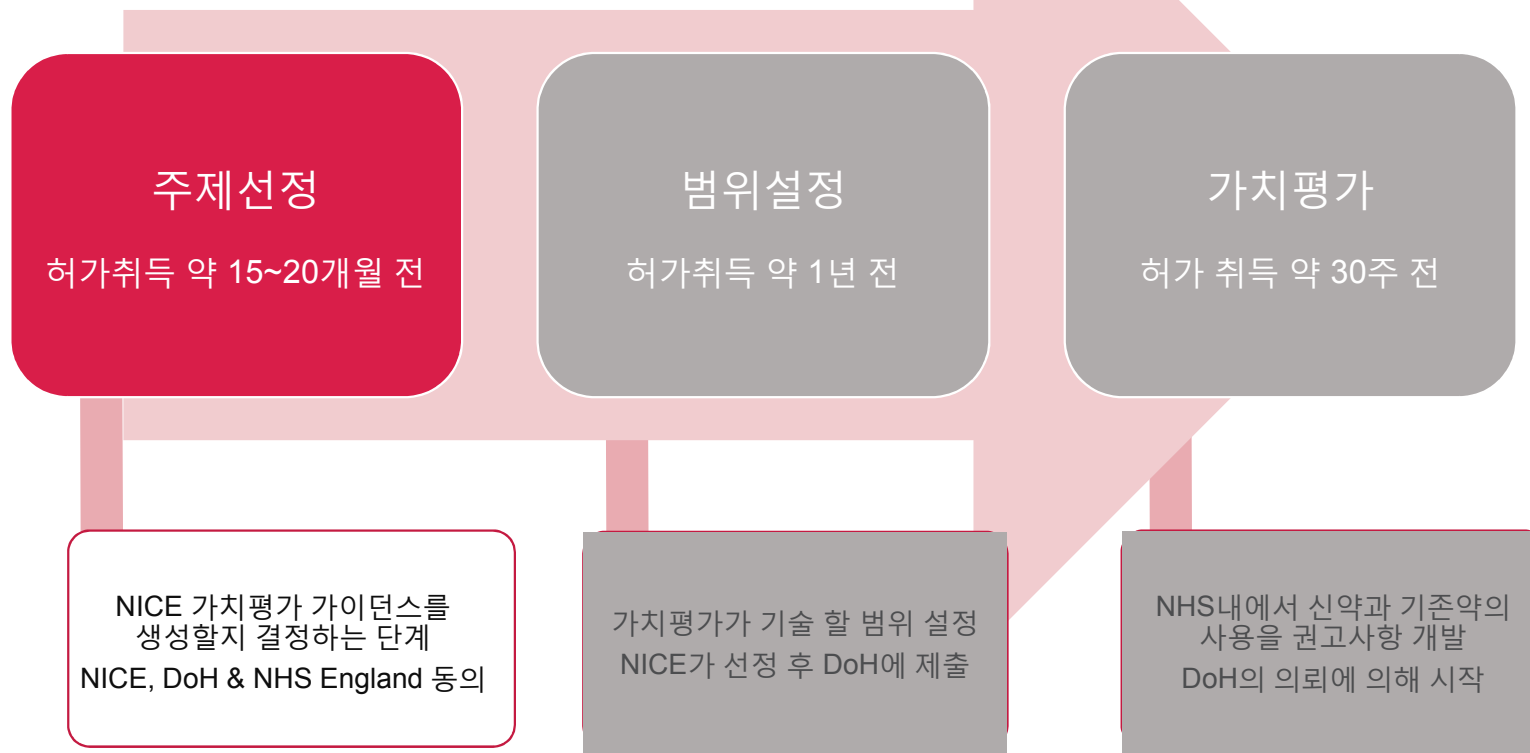 주제선정
허가취득 약 15~20개월 전
범위설정
허가취득 약 1년 전
가치평가
허가 취득 약 30주 전
NICE 가치평가 가이던스를
생성할지 결정하는 단계
NICE, DoH & NHS England 동의
가치평가가 기술 할 범위 설정
NICE가 선정 후 DoH에 제출
NHS내에서 신약과 기존약의
사용을 권고사항 개발
DoH의 의뢰에 의해 시작